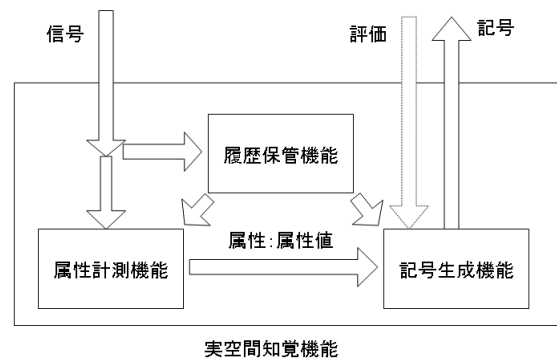 信号
評価
記号
履歴保管機能
属性:属性値
属性計測機能
記号生成機能
実空間知覚機能